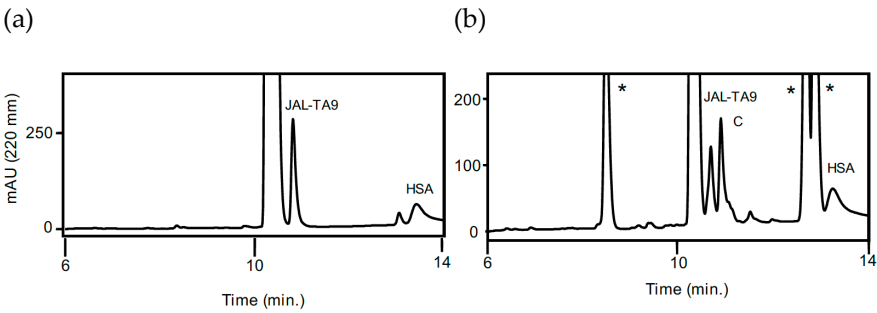 (a)
(b)
mAU (220 mm)
250
0
JAL-TA9
HSA
6
10
14
Time (min.)
200
100
0
*
JAL-TA9
C
*
*
HSA
6
10
14
Time (min.)